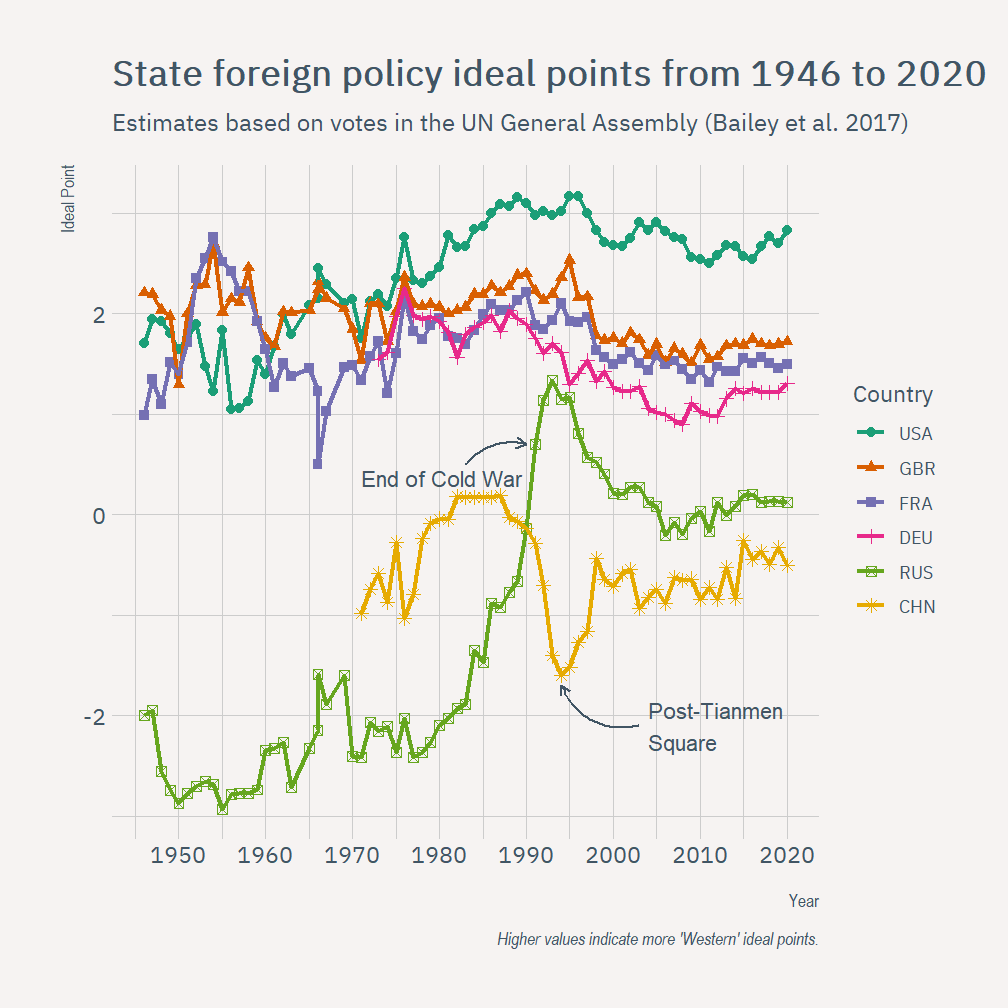 State foreign policy ideal points from 1946 to 2020
Estimates based on votes in the UN General Assembly (Bailey et al. 2017)
Ideal Point
2
0
-2
End of Cold War
Post-Tianmen
Square
1950 1960 1970 1980 1990 2000 2010 2020
Year
Country
USA
GBR
FRA
DEU
RUS
CHN
Higher values indicate more 'Western' ideal points.